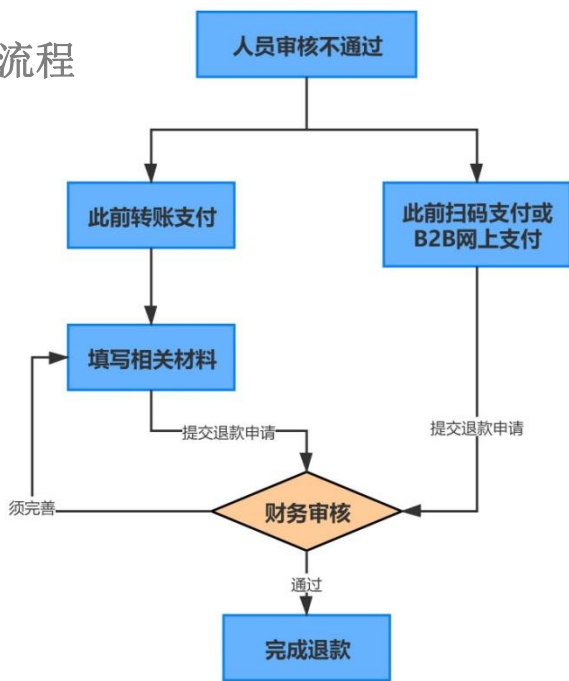 流程
人员审核不通过
此前转账支付
此前扫码支付或
B2B网上支付
填写相关材料
提交退款申请
提交退款申请
须完善
财务审核
通过
完成退款